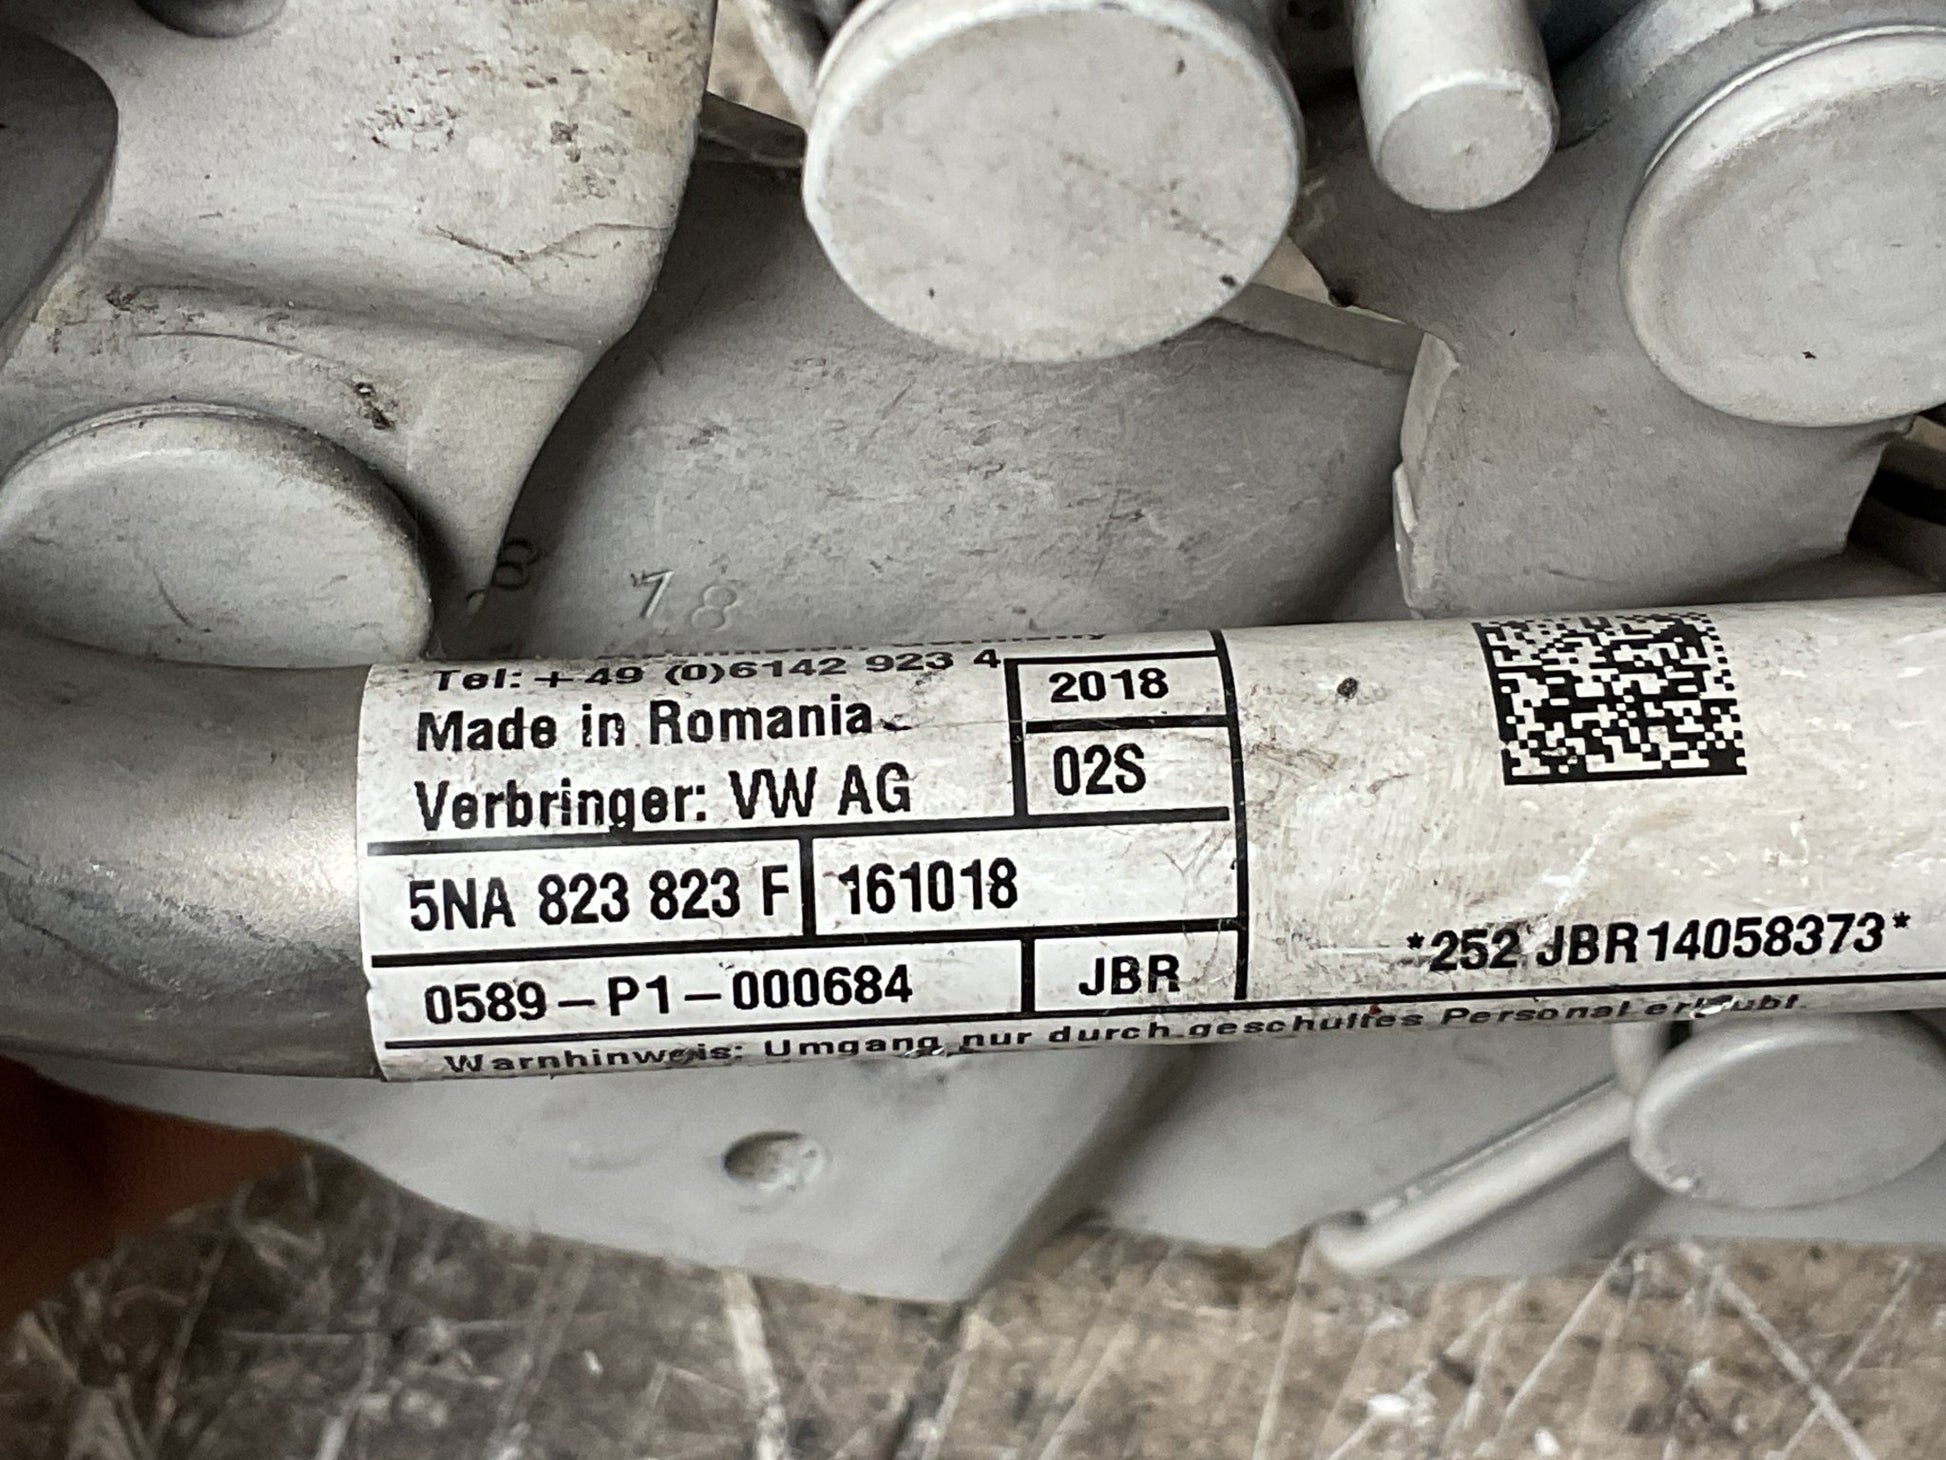 78
Tel: + 49 (0)6142 923 4
2018
Made in Romania
02S
Verbringer: VW AG
5NA 823 823 F
161018
0589-P1-000684
JBR
*252 JBR14058373*
Warnhinweis: Umgang nur durch geschultes Personal erlaubt.